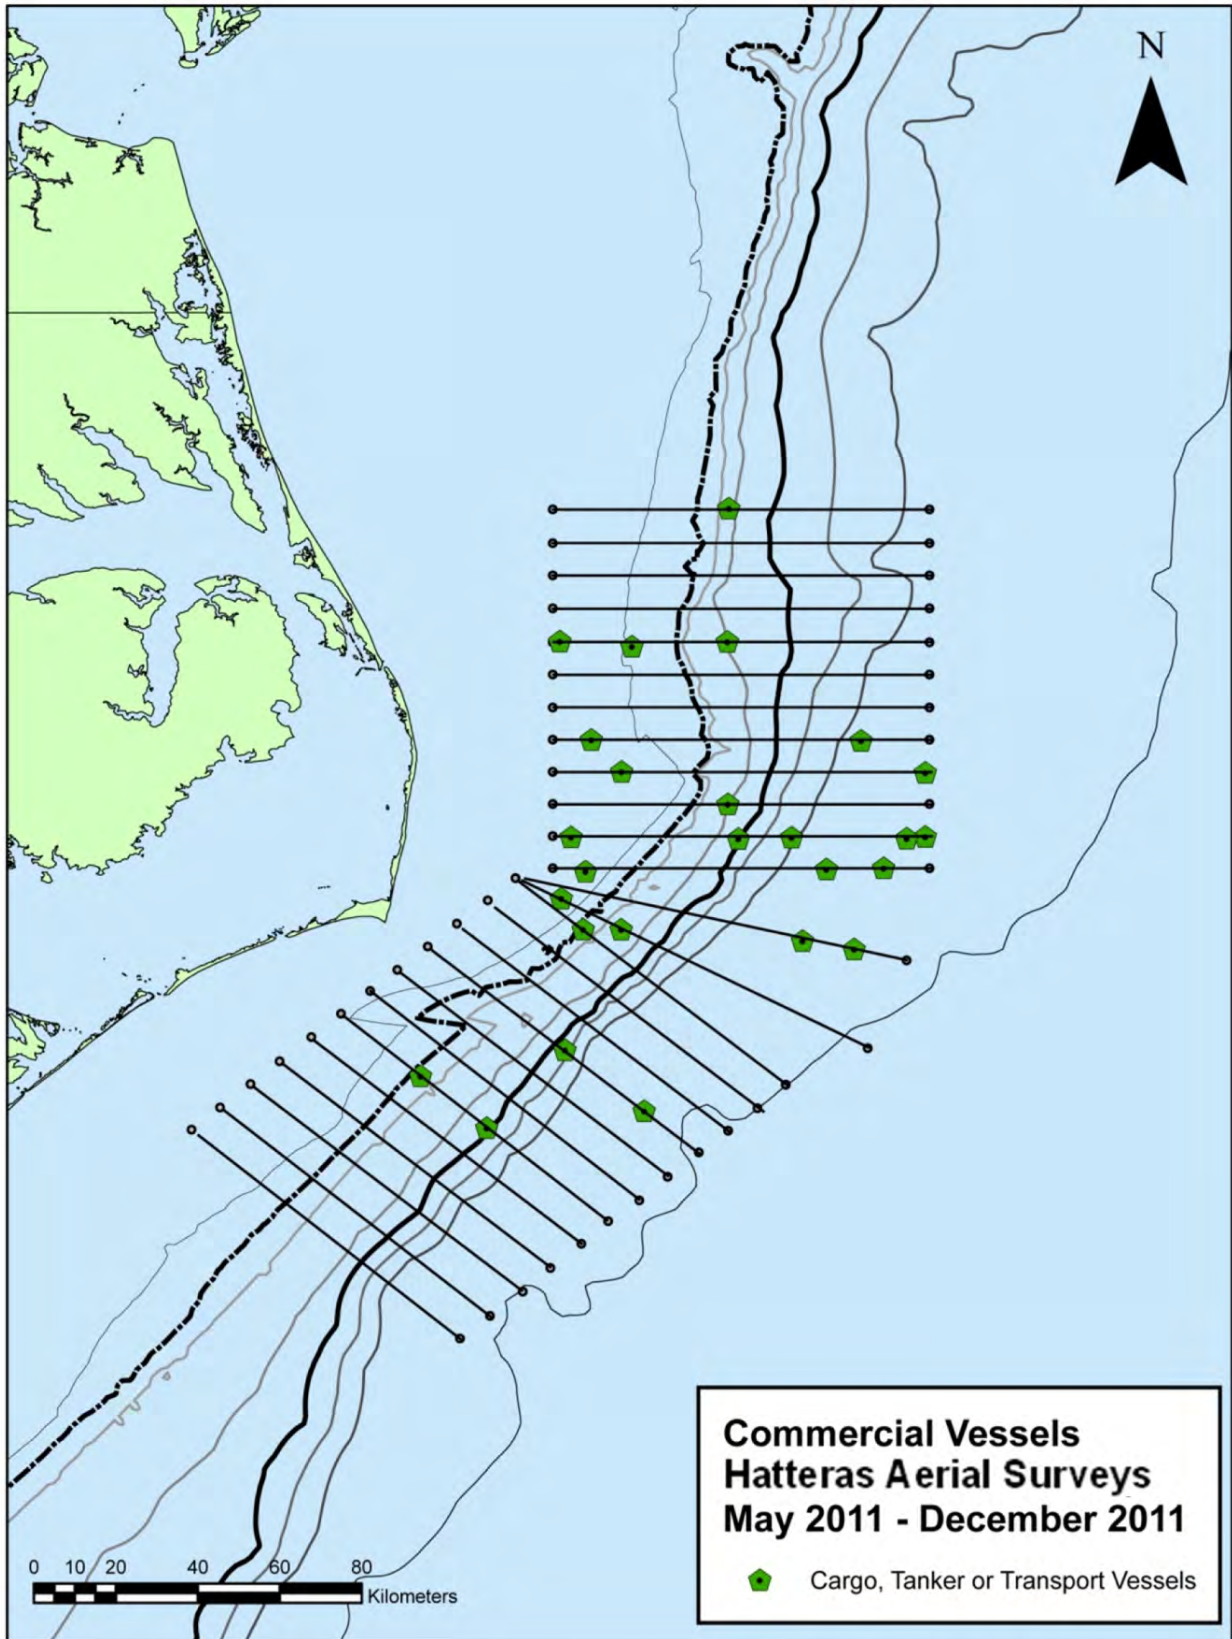 N
Commercial Vessels
Hatteras Aerial Surveys
May 2011 - December 2011
Cargo, Tanker or Transport Vessels
0 10 20 40 60 80
Kilometers